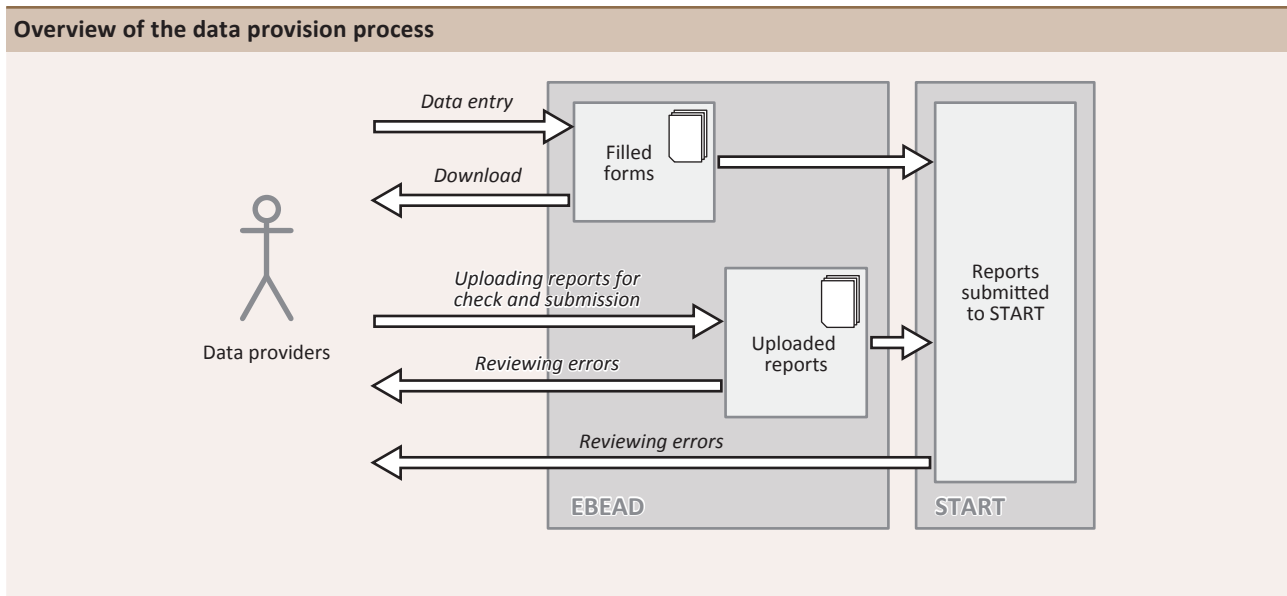 Overview of the data provision process
Data entry
Filled
forms
Download
Uploading reports for
check and submission
Reports
submitted
to START
Uploaded
reports
Data providers
Reviewing errors
Reviewing errors
EBEAD
START